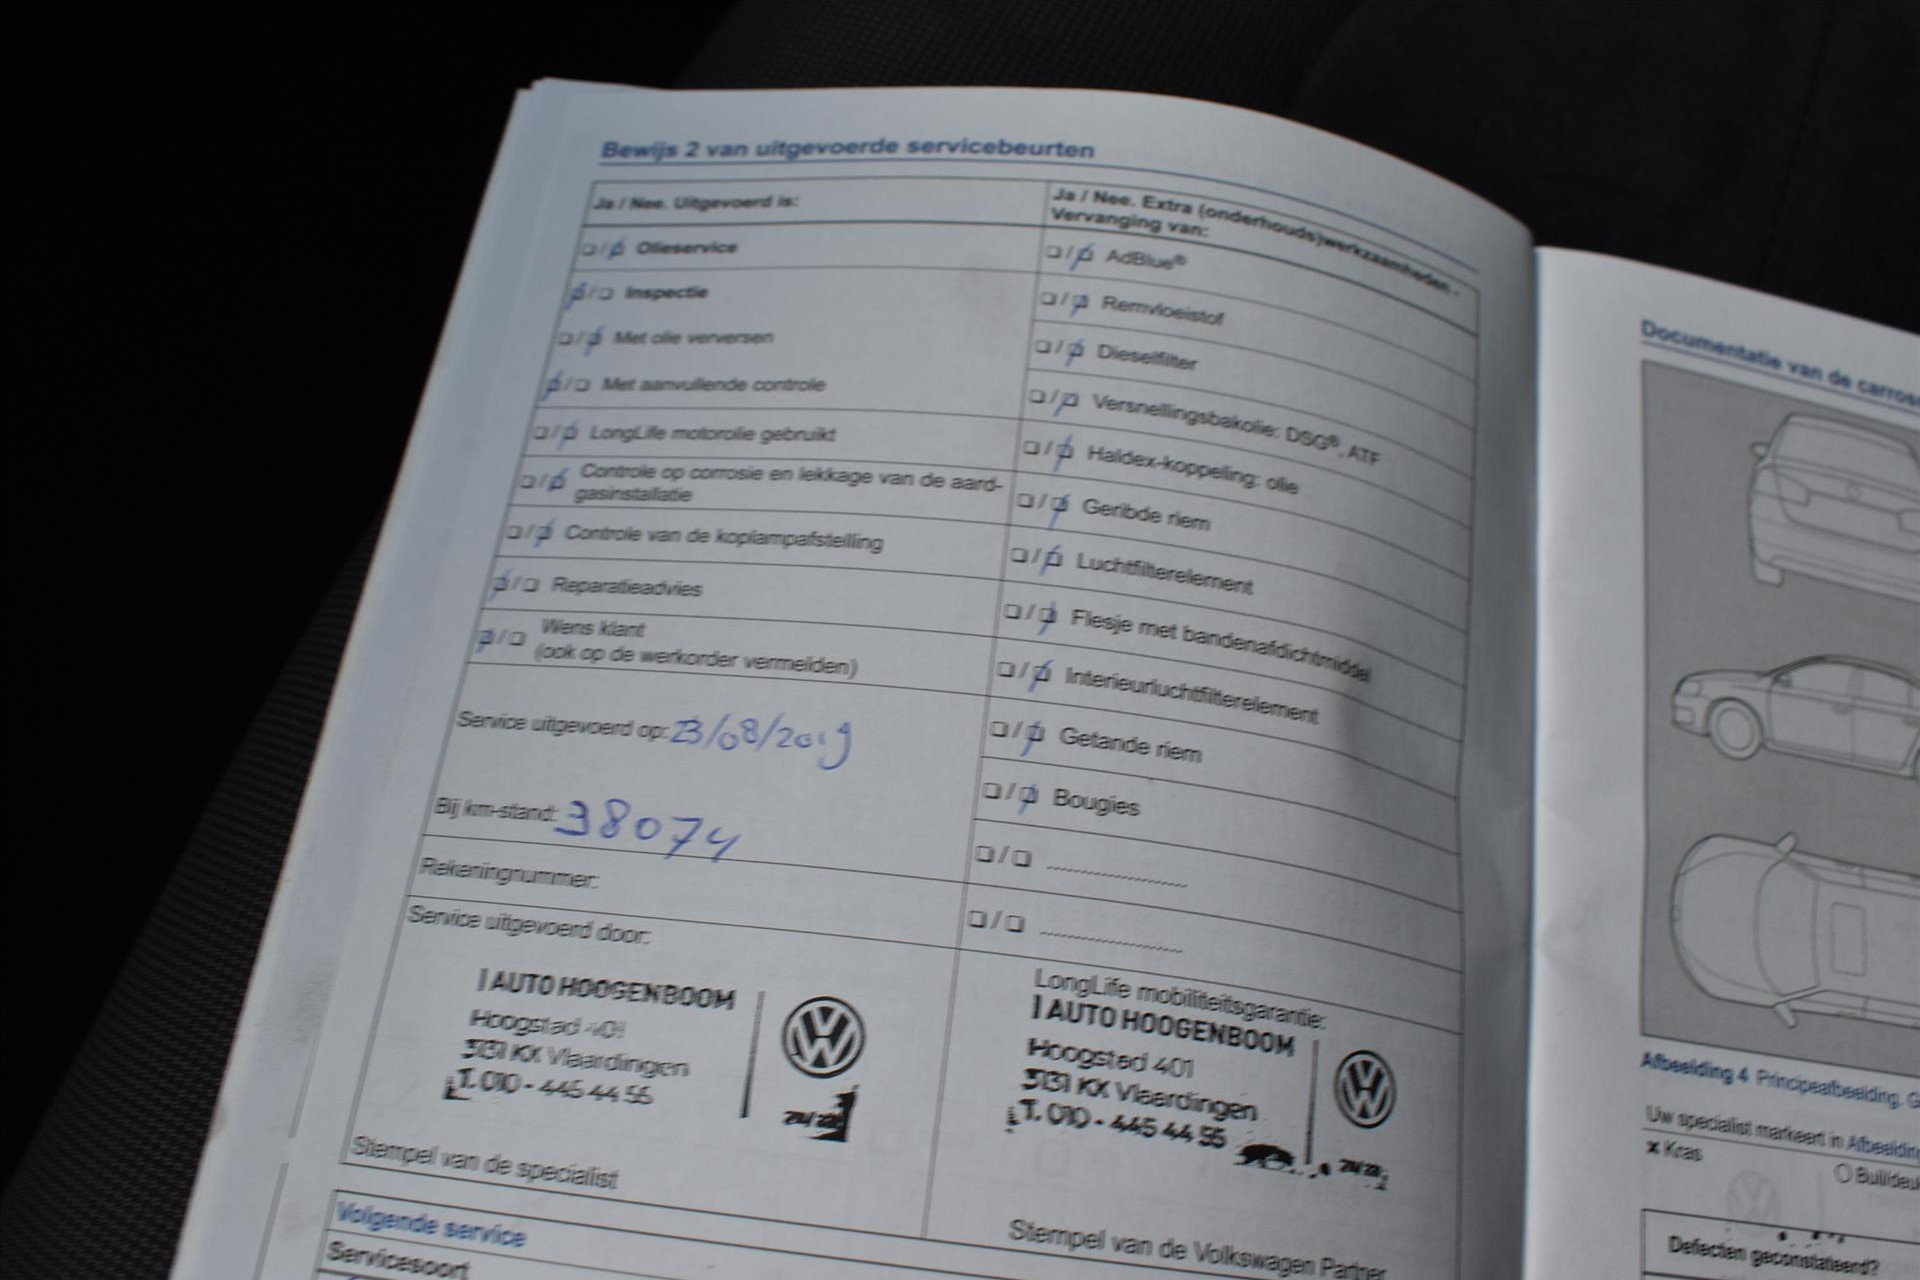 Bewijs 2 van uitgevoerde servicebeurten
Ja / Nee. Uitgevoerd is:
Olieservice
Inspectie
Met olie verversen
Met aanvullende controle
LongLife motorolie gebruikt
Controle op corrosie en lekkage van de aard-
gasinstallatie
Controle van de koplampafstelling
Reparatieadvies
Wens klant
(ook op de werkorder vermelden)
Service uitgevoerd op: 23/08/2019
Bij km-stand: 38074
Rekeningnummer:
Service uitgevoerd door:
AUTO HOOGENBOOM
Hoogstad 401
3131 KX Vlaardingen
T. 010 - 445 44 55
Stempel van de specialist
Ja / Nee. Extra (onderhouds)werkzaamheden -
Vervanging van:
AdBlue®
Remvloeistof
Dieselfilter
Versnellingsbakolie: DSG®, ATF
Haldex-koppeling: olie
Geribde riem
Luchtfilterelement
Flesje met bandenafdichtmiddel
Interieurluchtfilterelement
Getande riem
Bougies
LongLife mobiliteitsgarantie:
AUTO HOOGENBOOM
Hoogstad 401
3131 KX Vlaardingen
T. 010 - 445 44 55
Stempel van de Volkswagen Partner
Volgende service
Servicesoort
Documentatie van de
Afbeelding 4 Principeafbeelding.
Uw specialist markeert in
x Kras
Defecten geconstateerd?